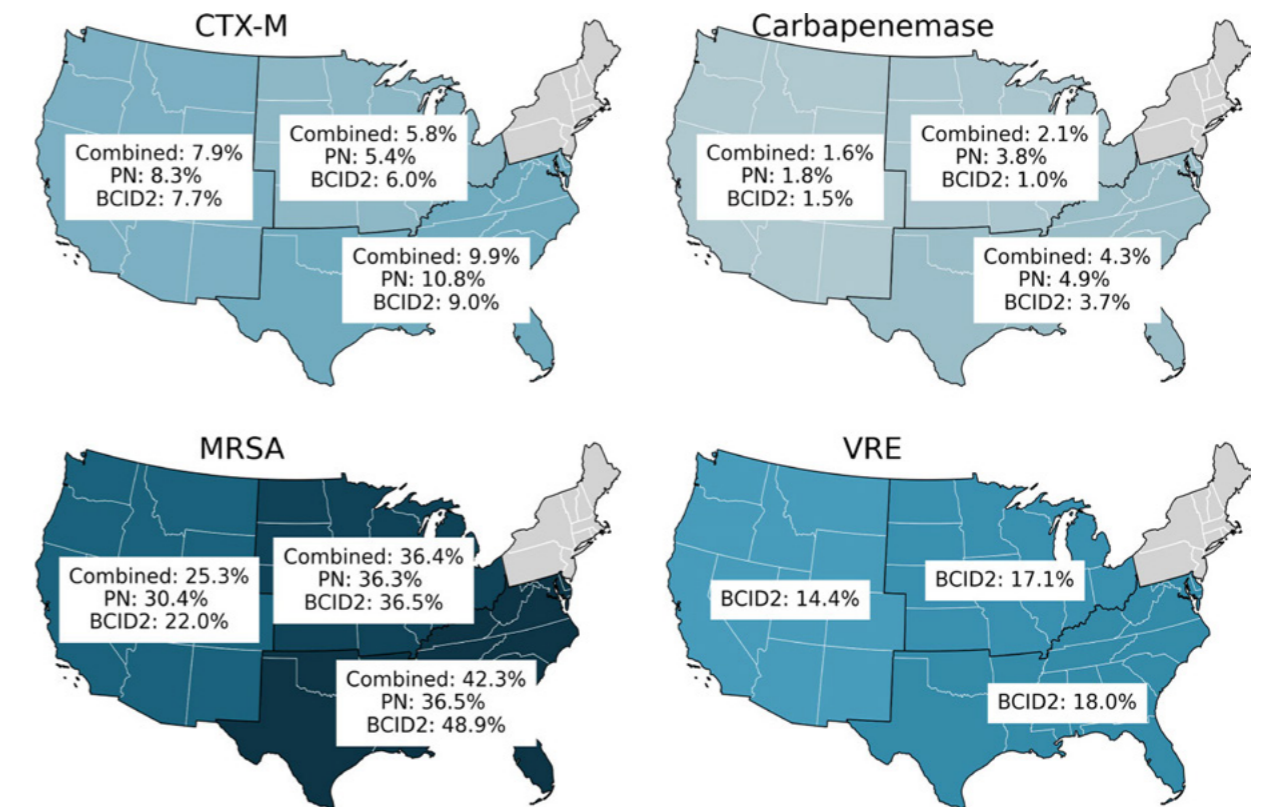 CTX-M
Combined: 7.9%
PN: 8.3%
BCID2: 7.7%
Combined: 5.8%
PN: 5.4%
BCID2: 6.0%
Combined: 9.9%
PN: 10.8%
BCID2: 9.0%
Carbapenemase
Combined: 1.6%
PN: 1.8%
BCID2: 1.5%
Combined: 2.1%
PN: 3.8%
BCID2: 1.0%
Combined: 4.3%
PN: 4.9%
BCID2: 3.7%
MRSA
Combined: 25.3%
PN: 30.4%
BCID2: 22.0%
Combined: 36.4%
PN: 36.3%
BCID2: 36.5%
Combined: 42.3%
PN: 36.5%
BCID2: 48.9%
VRE
BCID2: 14.4%
BCID2: 17.1%
BCID2: 18.0%